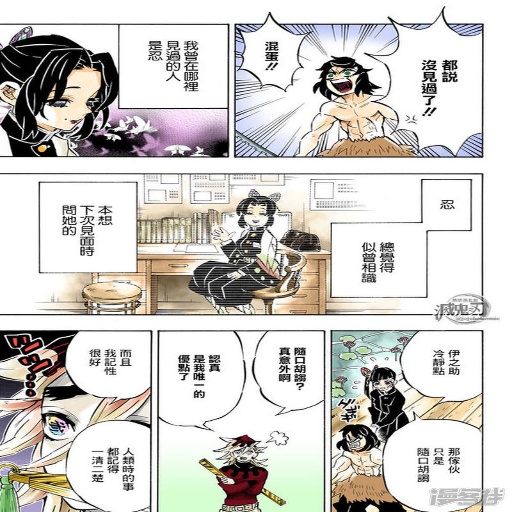 都說
沒見過了!!
混蛋!!
我曾在哪裡
見過的人
是忍
忍
總覺得
似曾相識
本想
下次見面時
問她的
伊之助
冷靜點
那傢伙
只是
隨口胡謅
隨口胡謅?
真意外啊
認真
是我唯一的
優點了
而且
我記性
很好
人類時的事
都記得
一清二楚
滅鬼刃